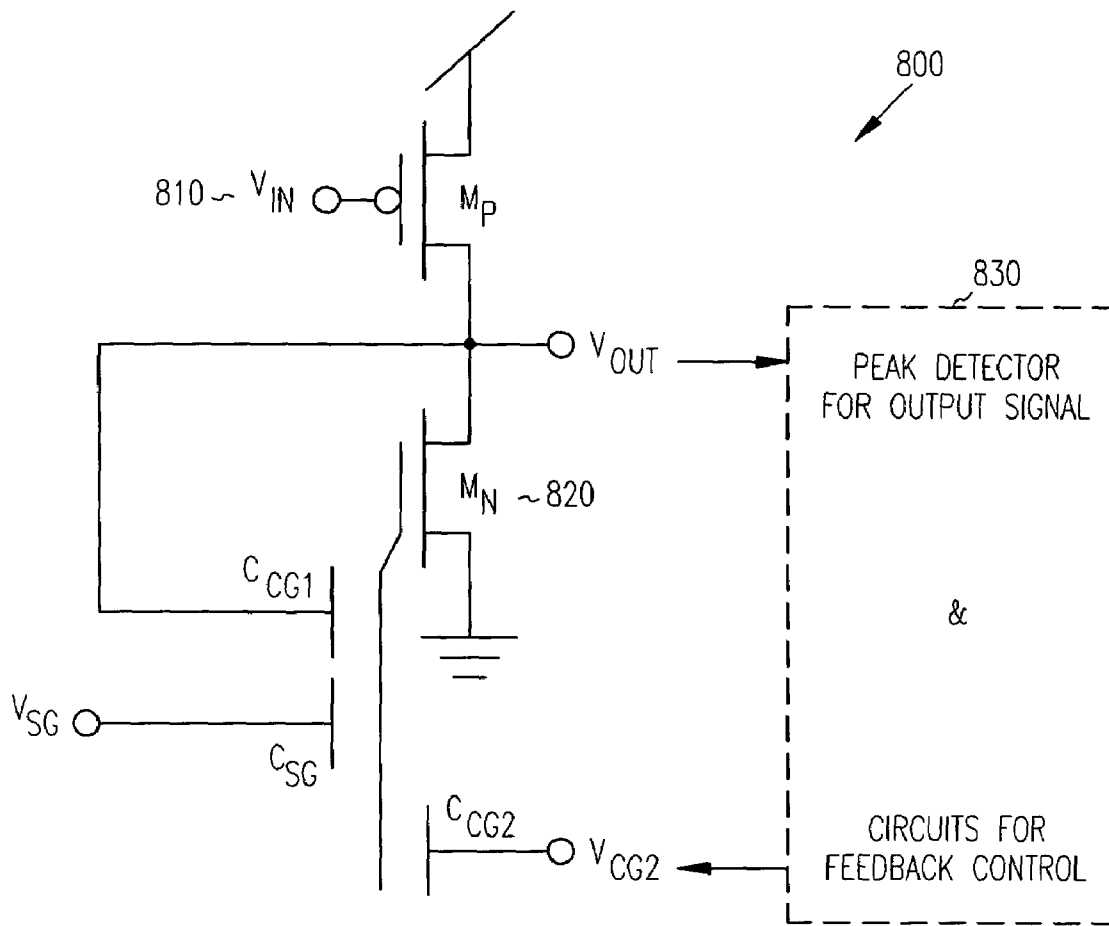 800
810 ~ V_IN
M_P
830
V_OUT
PEAK DETECTOR
FOR OUTPUT SIGNAL
M_N ~820
C_CG1
&
V_SG
C_SG
C_CG2
V_CG2
CIRCUITS FOR
FEEDBACK CONTROL